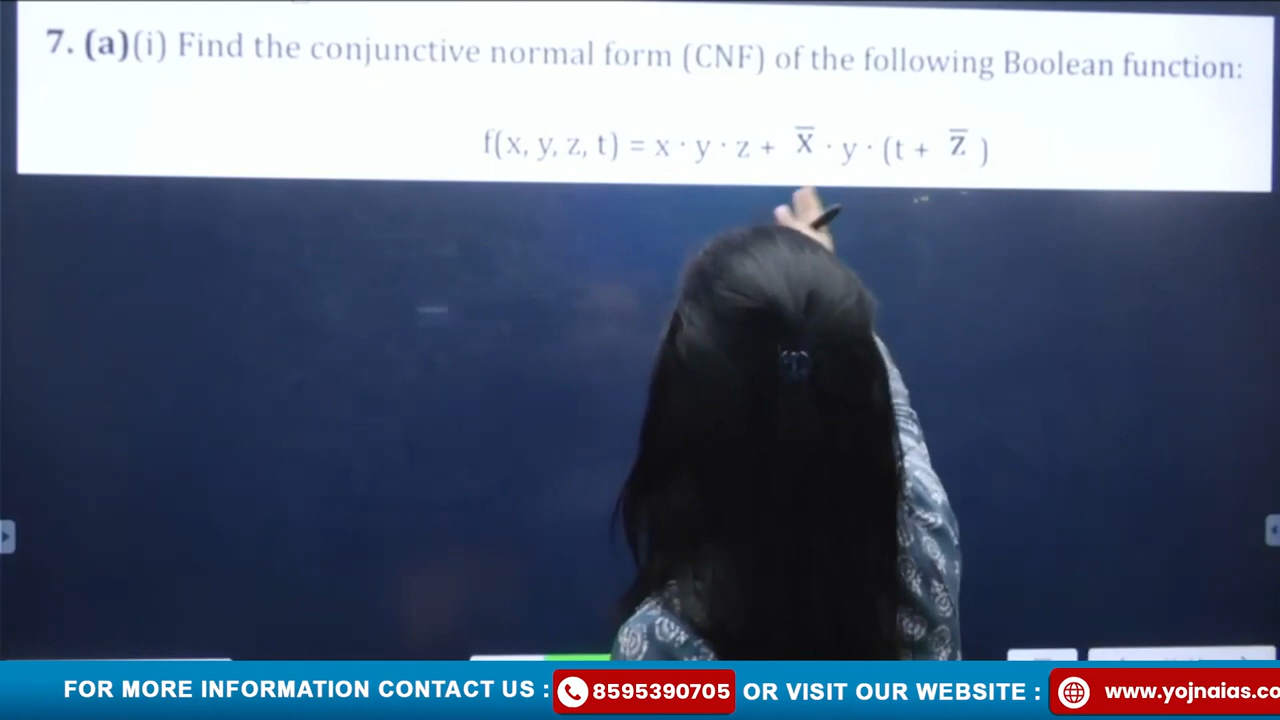 7. (a)(i) Find the conjunctive normal form (CNF) of the following Boolean function:
f(x, y, z, t) = x · y · z + x̅ · y · (t + z̅ )
FOR MORE INFORMATION CONTACT US : 8595390705 OR VISIT OUR WEBSITE : www.yojnaias.co